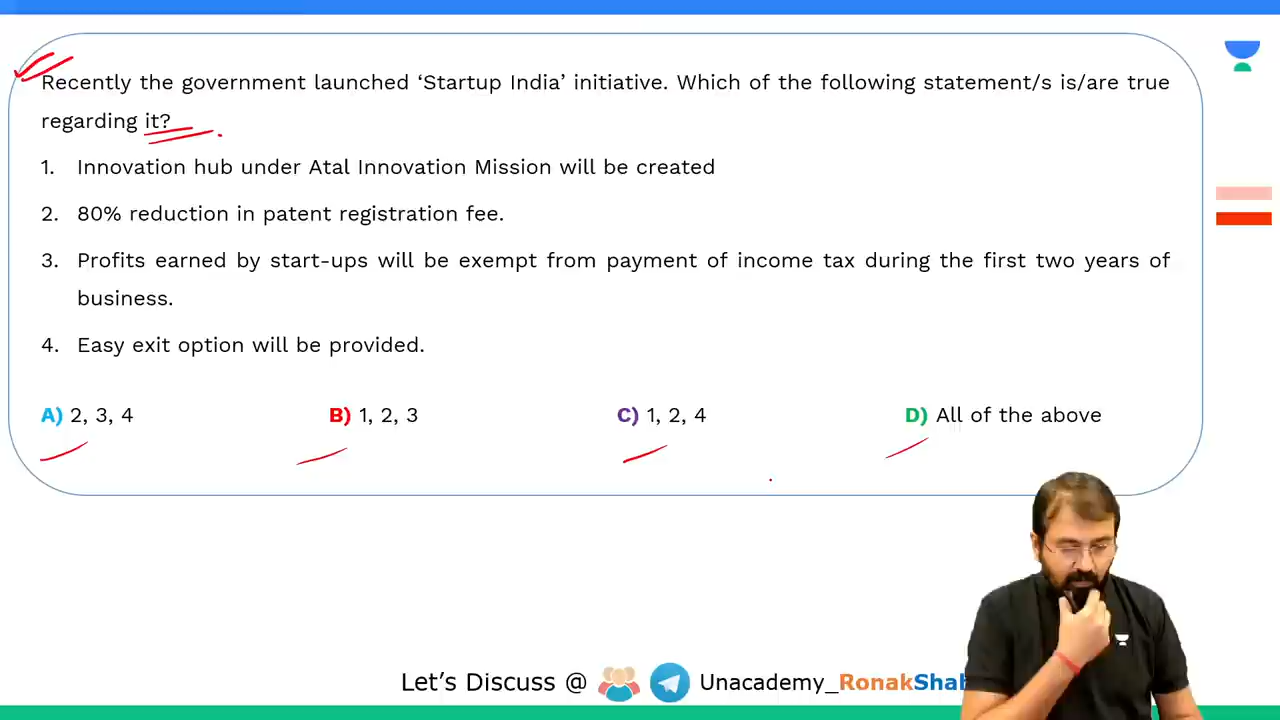 Recently the government launched ‘Startup India’ initiative. Which of the following statement/s is/are true
regarding it?
1. Innovation hub under Atal Innovation Mission will be created
2. 80% reduction in patent registration fee.
3. Profits earned by start-ups will be exempt from payment of income tax during the first two years of
business.
4. Easy exit option will be provided.
A) 2, 3, 4 B) 1, 2, 3 C) 1, 2, 4 D) All of the above
Let’s Discuss @ Unacademy_RonakShah